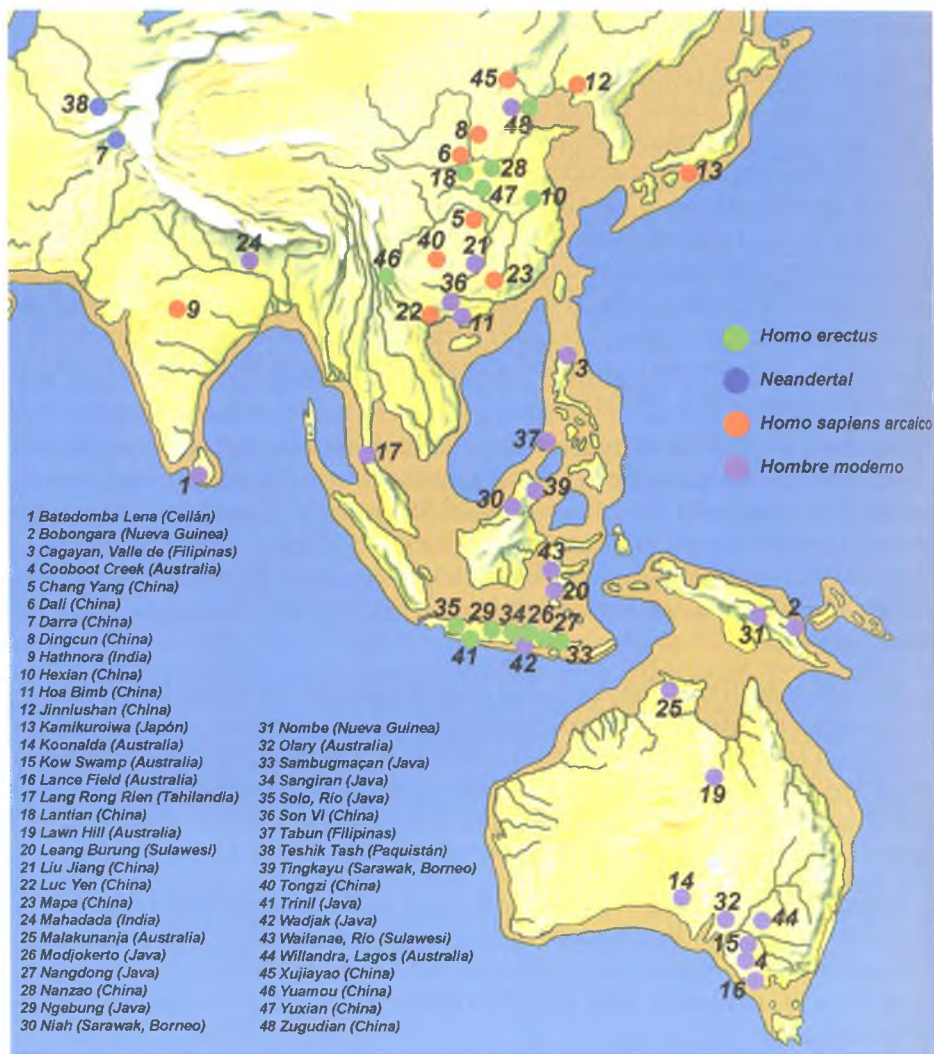 45
12
38
48
7
8
6
28
18
47
10
13
5
24
40
21
46
36
23
9
22
11
3
17
37
1
30
39
43
20
35
29
34
26
27
41
42
33
31
2
25
19
14
32
44
15
4
16
Homo erectus
Neandertal
Homo sapiens arcaico
Hombre moderno
1 Batadomba Lena (Ceilán)
2 Bobongara (Nueva Guinea)
3 Cagayan, Valle de (Filipinas)
4 Cooboot Creek (Australia)
5 Chang Yang (China)
6 Dali (China)
7 Darra (China)
8 Dingcun (China)
9 Hathnora (India)
10 Hexian (China)
11 Hoa Bimb (China)
12 Jinniushan (China)
13 Kamikuroiwa (Japón)
14 Koonalda (Australia)
15 Kow Swamp (Australia)
16 Lance Field (Australia)
17 Lang Rong Rien (Tahilandia)
18 Lantian (China)
19 Lawn Hill (Australia)
20 Leang Burung (Sulawesi)
21 Liu Jiang (China)
22 Luc Yen (China)
23 Mapa (China)
24 Mahadada (India)
25 Malakunanja (Australia)
26 Modjokerto (Java)
27 Nangdong (Java)
28 Nanzao (China)
29 Ngebung (Java)
30 Niah (Sarawak, Borneo)
31 Nombe (Nueva Guinea)
32 Olary (Australia)
33 Sambugmaçan (Java)
34 Sangiran (Java)
35 Solo, Río (Java)
36 Son Vi (China)
37 Tabun (Filipinas)
38 Teshik Tash (Paquistán)
39 Tingkayu (Sarawak, Borneo)
40 Tongzi (China)
41 Trinil (Java)
42 Wadjak (Java)
43 Wailanae, Río (Sulawesi)
44 Willandra, Lagos (Australia)
45 Xujiayao (China)
46 Yuamou (China)
47 Yuxian (China)
48 Zugudian (China)